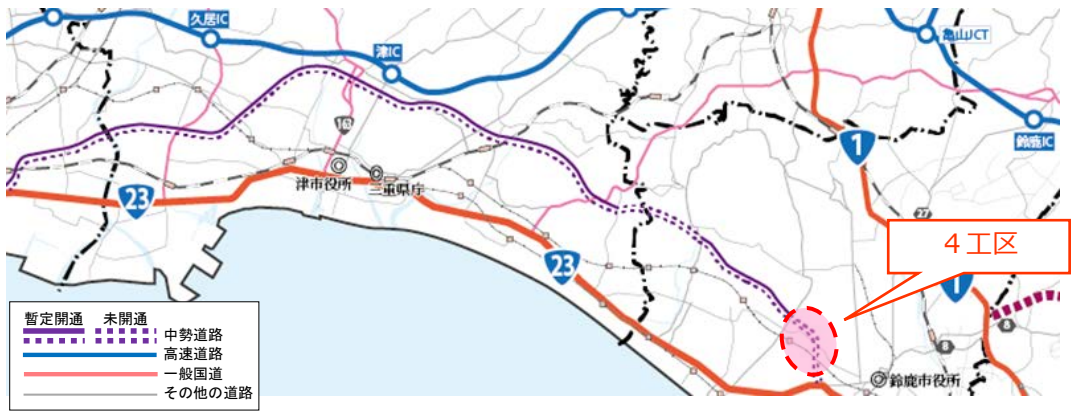 久居IC
津IC
亀山JCT
鈴鹿IC
1
163
津市役所
三重県庁
23
27
4工区
23
1
8
8
鈴鹿市役所
暫定開通 未開通
中勢道路
高速道路
一般国道
その他の道路